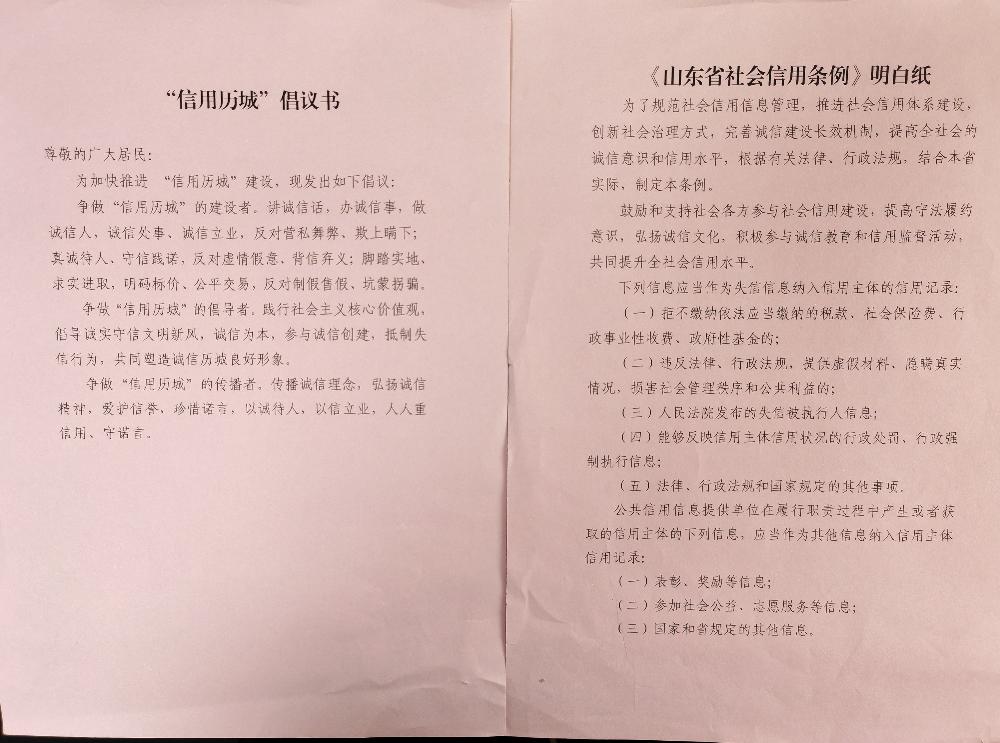 “信用历城”倡议书
尊敬的广大居民：
为加快推进 “信用历城”建设，现发出如下倡议：
争做“信用历城”的建设者。讲诚信话，办诚信事，做
诚信人，诚信处事、诚信立业，反对营私舞弊、欺上瞒下；
真诚待人、守信践诺，反对虚情假意、背信弃义；脚踏实地、
求实进取，明码标价、公平交易，反对制假售假、坑蒙拐骗。
争做“信用历城”的倡导者。践行社会主义核心价值观，
倡导诚实守信文明新风，诚信为本，参与诚信创建，抵制失
信行为，共同塑造诚信历城良好形象。
争做“信用历城”的传播者。传播诚信理念，弘扬诚信
精神，爱护信誉、珍惜诺言，以诚待人、以信立业，人人重
信用、守诺言。
《山东省社会信用条例》明白纸
为了规范社会信用信息管理，推进社会信用体系建设，
创新社会治理方式，完善诚信建设长效机制，提高全社会的
诚信意识和信用水平，根据有关法律、行政法规，结合本省
实际，制定本条例。
鼓励和支持社会各方参与社会信用建设，提高守法履约
意识，弘扬诚信文化，积极参与诚信教育和信用监督活动，
共同提升全社会信用水平。
下列信息应当作为失信信息纳入信用主体的信用记录：
（一）拒不缴纳依法应当缴纳的税款、社会保险费、行
政事业性收费、政府性基金的；
（二）违反法律、行政法规，提供虚假材料、隐瞒真实
情况，损害社会管理秩序和公共利益的；
（三）人民法院发布的失信被执行人信息；
（四）能够反映信用主体信用状况的行政处罚、行政强
制执行信息；
（五）法律、行政法规和国家规定的其他事项。
公共信用信息提供单位在履行职责过程中产生或者获
取的信用主体的下列信息，应当作为其他信息纳入信用主体
信用记录：
（一）表彰、奖励等信息；
（二）参加社会公益、志愿服务等信息；
（三）国家和省规定的其他信息。